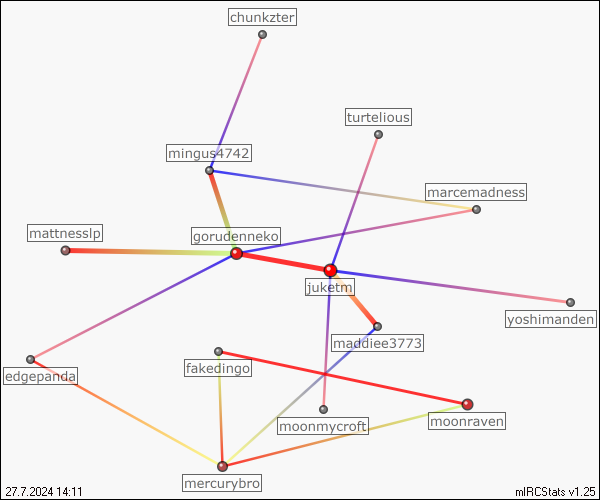 chunkzter
turtelious
mingus4742
marcemadness
mattnesslp
gorudenneko
juketm
yoshimanden
maddiee3773
fakedingo
edgepanda
moonmycroft
moonraven
mercurybro
27.7.2024 14:11
mIRCStats v1.25